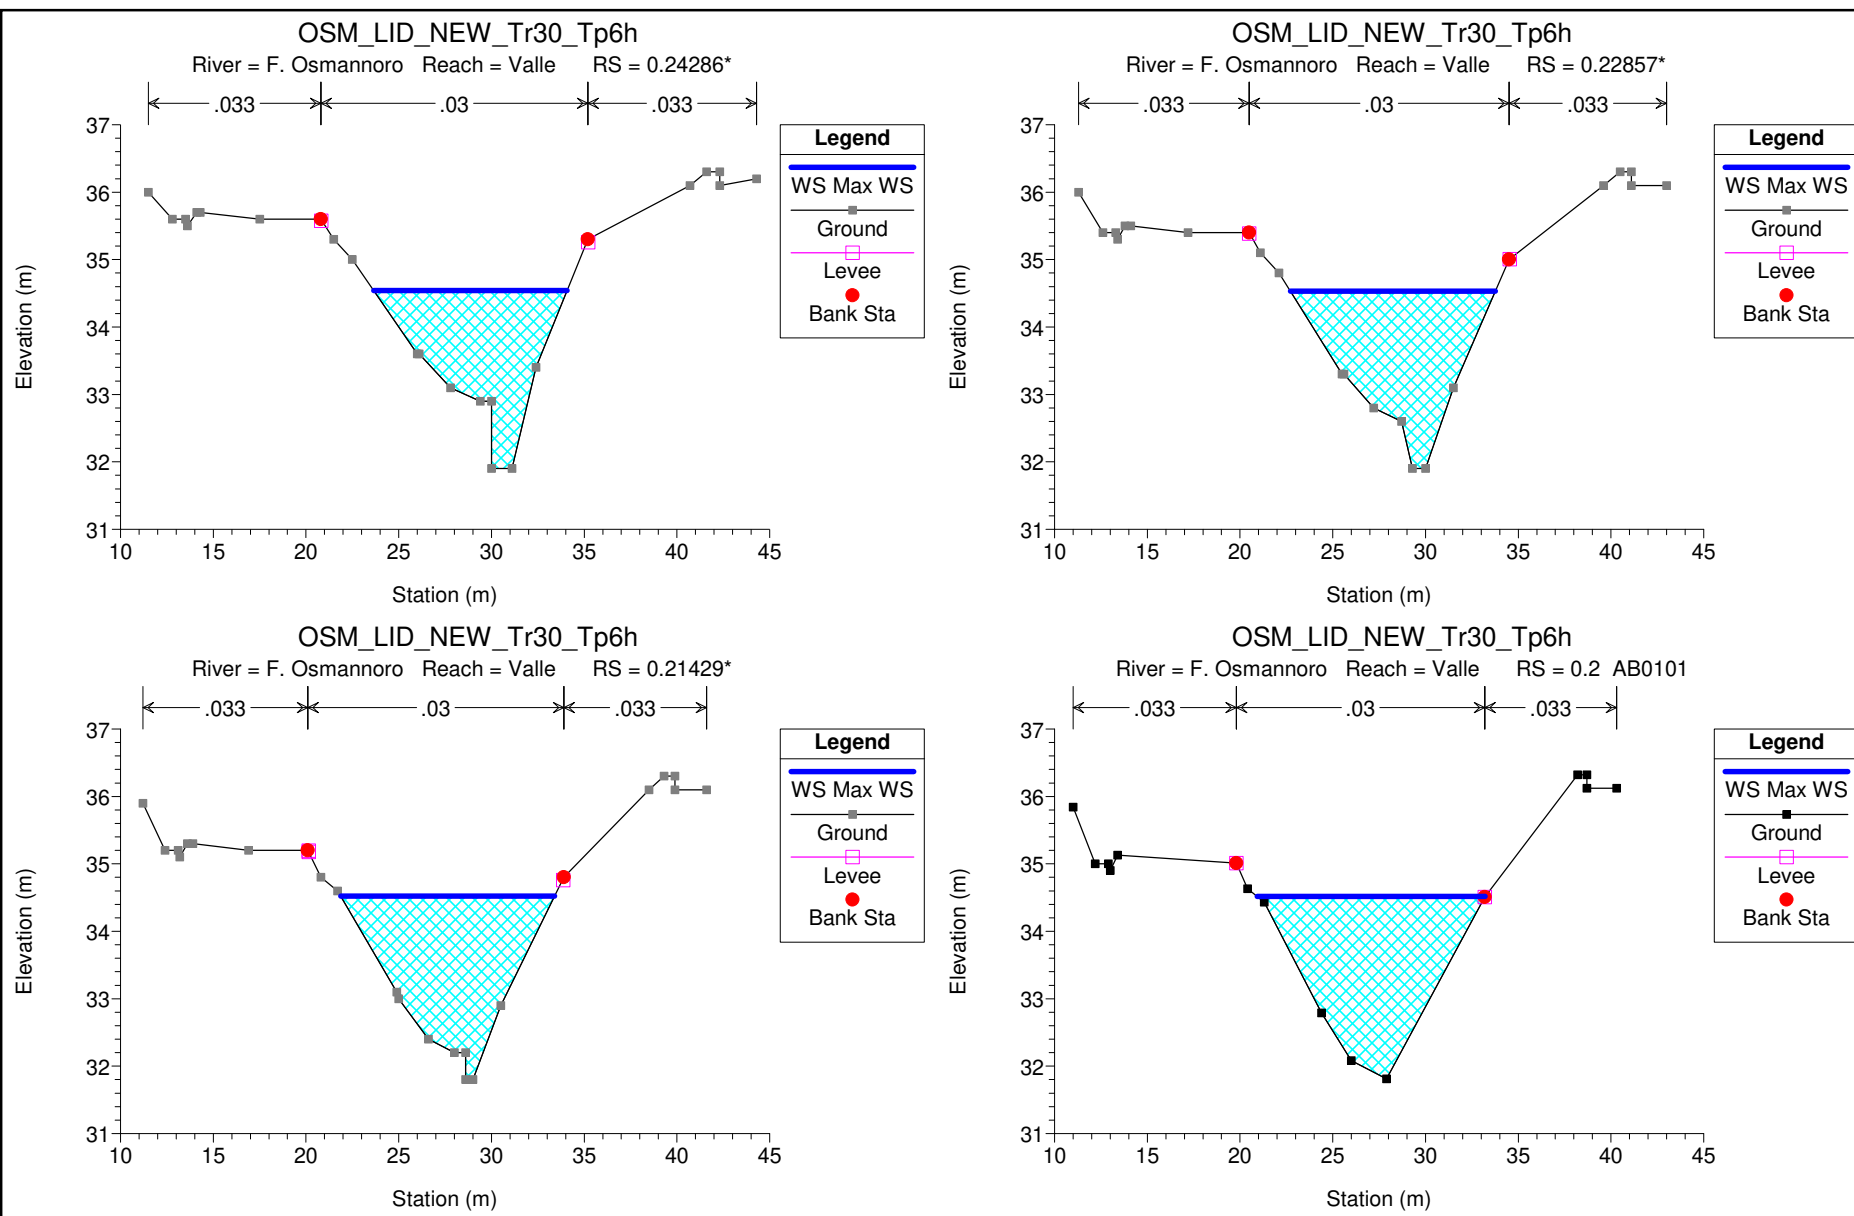 OSM_LID_NEW_Tr30_Tp6h
River = F. Osmannoro Reach = Valle RS = 0.24286*
.033 .03 .033
37
36
35
34
33
32
31
10 15 20 25 30 35 40 45
Station (m)
Elevation (m)
Legend
WS Max WS
Ground
Levee
Bank Sta
OSM_LID_NEW_Tr30_Tp6h
River = F. Osmannoro Reach = Valle RS = 0.22857*
.033 .03 .033
37
36
35
34
33
32
31
10 15 20 25 30 35 40 45
Station (m)
Elevation (m)
Legend
WS Max WS
Ground
Levee
Bank Sta
OSM_LID_NEW_Tr30_Tp6h
River = F. Osmannoro Reach = Valle RS = 0.21429*
.033 .03 .033
37
36
35
34
33
32
31
10 15 20 25 30 35 40 45
Station (m)
Elevation (m)
Legend
WS Max WS
Ground
Levee
Bank Sta
OSM_LID_NEW_Tr30_Tp6h
River = F. Osmannoro Reach = Valle RS = 0.2 AB0101
.033 .03 .033
37
36
35
34
33
32
31
10 15 20 25 30 35 40 45
Station (m)
Elevation (m)
Legend
WS Max WS
Ground
Levee
Bank Sta